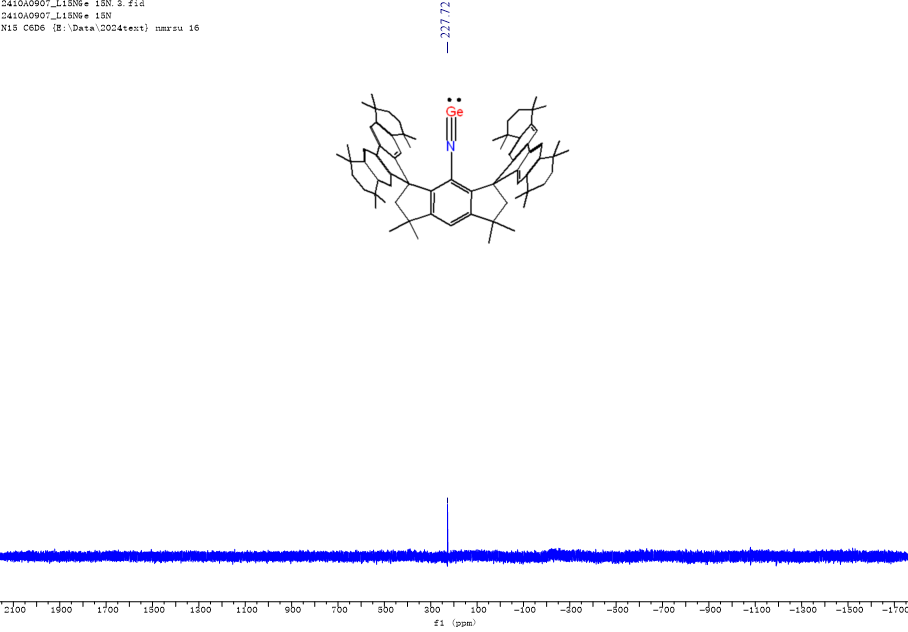 2410A0907_L15NGe 15N.3.fid
2410A0907_L15NGe 15N
N15 C6D6 {E:\Data\2024text} nmrsu 16
227.72
Ge
N
2100 1900 1700 1500 1300 1100 900 700 500 300 100 -100 -300 -500 -700 -900 -1100 -1300 -1500 -1700
f1 (ppm)